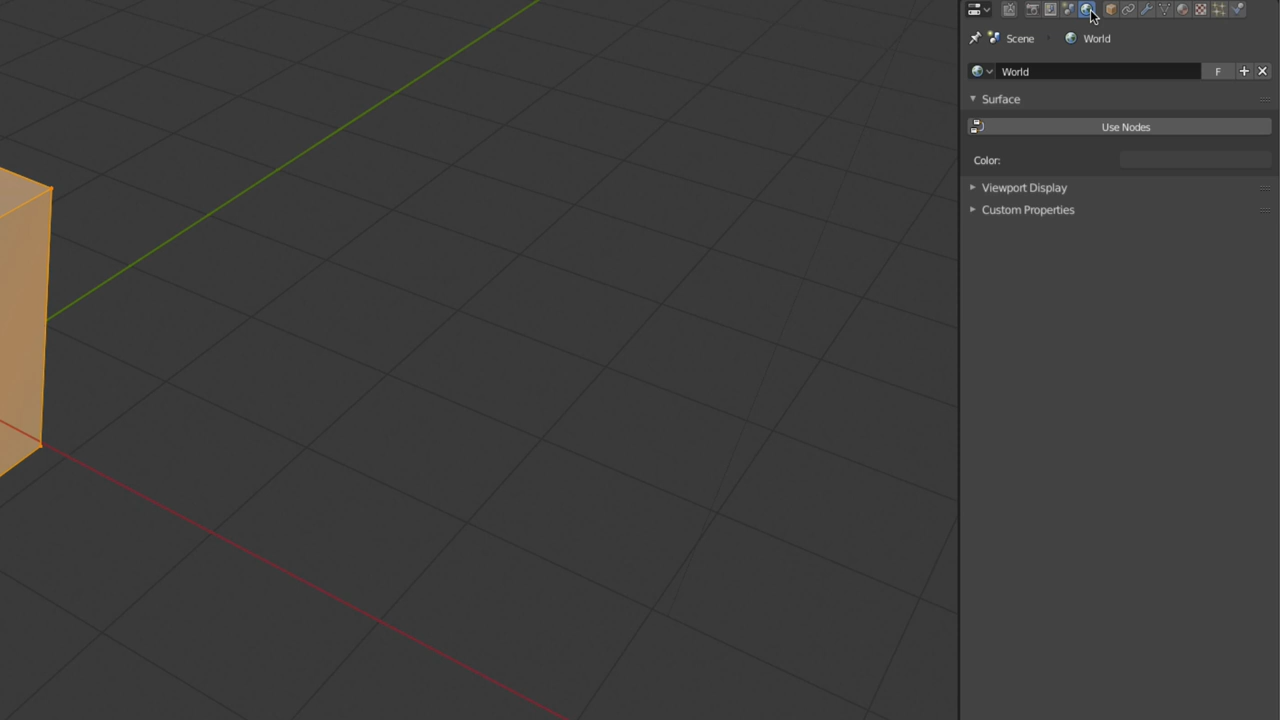 Scene World
World F
Surface
Use Nodes
Color:
Viewport Display
Custom Properties